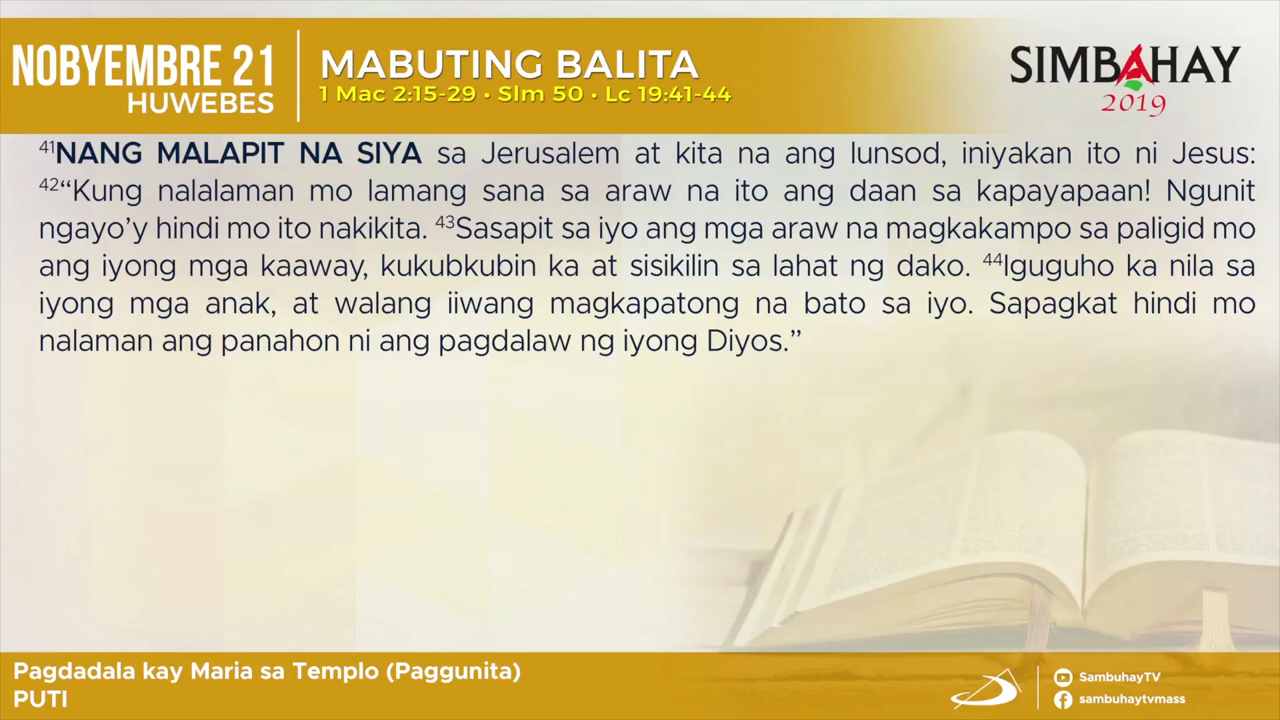 NOBYEMBRE 21
HUWEBES
MABUTING BALITA
1 Mac 2:15-29 • Slm 50 • Lc 19:41-44
SIMBAHAY
2019
41NANG MALAPIT NA SIYA sa Jerusalem at kita na ang lunsod, iniyakan ito ni Jesus:
42“Kung nalalaman mo lamang sana sa araw na ito ang daan sa kapayapaan! Ngunit
ngayo’y hindi mo ito nakikita. 43Sasapit sa iyo ang mga araw na magkakampo sa paligid mo
ang iyong mga kaaway, kukubkubin ka at sisikilin sa lahat ng dako. 44Iguguho ka nila sa
iyong mga anak, at walang iiwang magkapatong na bato sa iyo. Sapagkat hindi mo
nalaman ang panahon ni ang pagdalaw ng iyong Diyos.”
Pagdadala kay Maria sa Templo (Paggunita)
PUTI
SambuhayTV
sambuhaytvmass